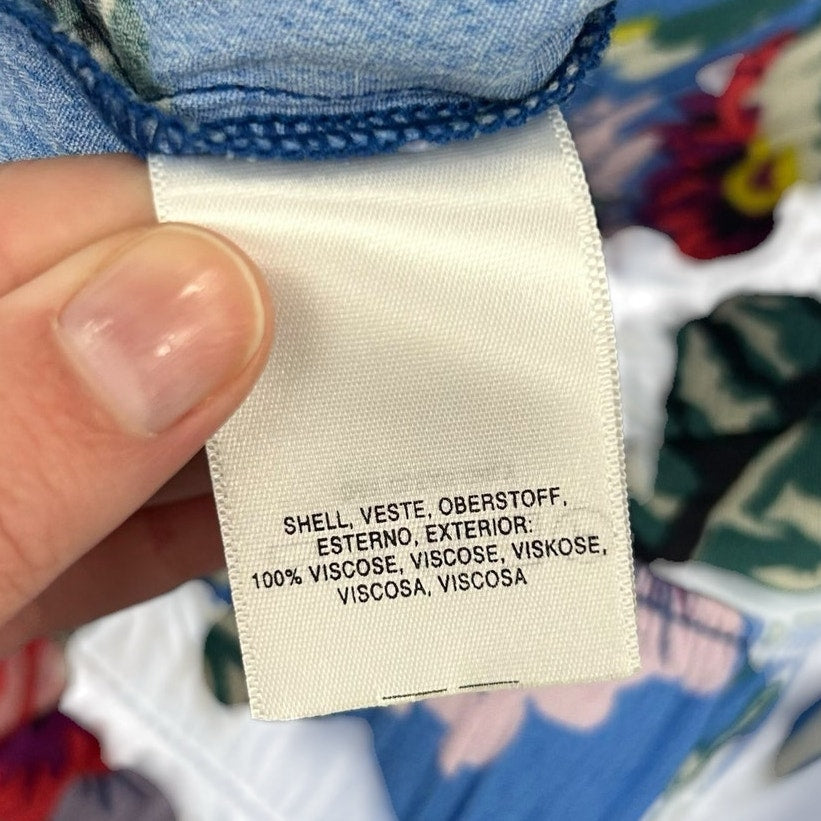 SHELL, VESTE, OBERSTOFF,
ESTERNO, EXTERIOR:
100% VISCOSE, VISCOSE, VISKOSE,
VISCOSA, VISCOSA